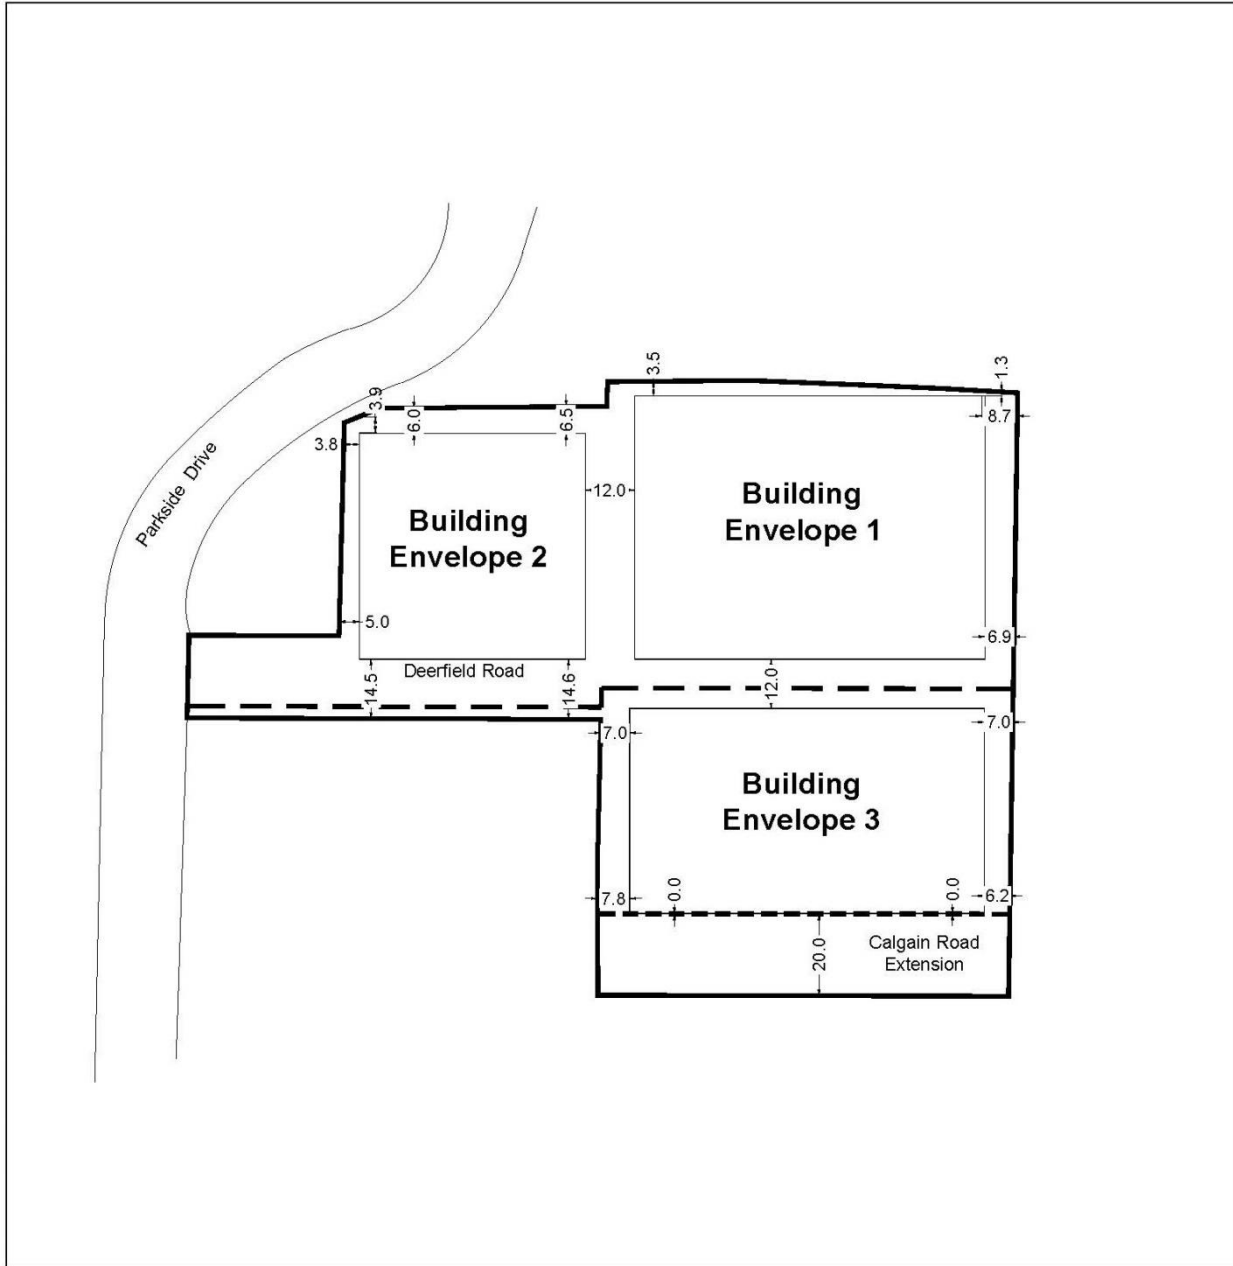 3.5
1.3
3.9
6.0
6.5
8.7
3.8
12.0
Building
Envelope 1
Building
Envelope 2
Parkside Drive
5.0
6.9
Deerfield Road
14.5
14.6
12.0
7.0
7.0
Building
Envelope 3
7.8
0.0
0.0
6.2
20.0
Calgain Road
Extension